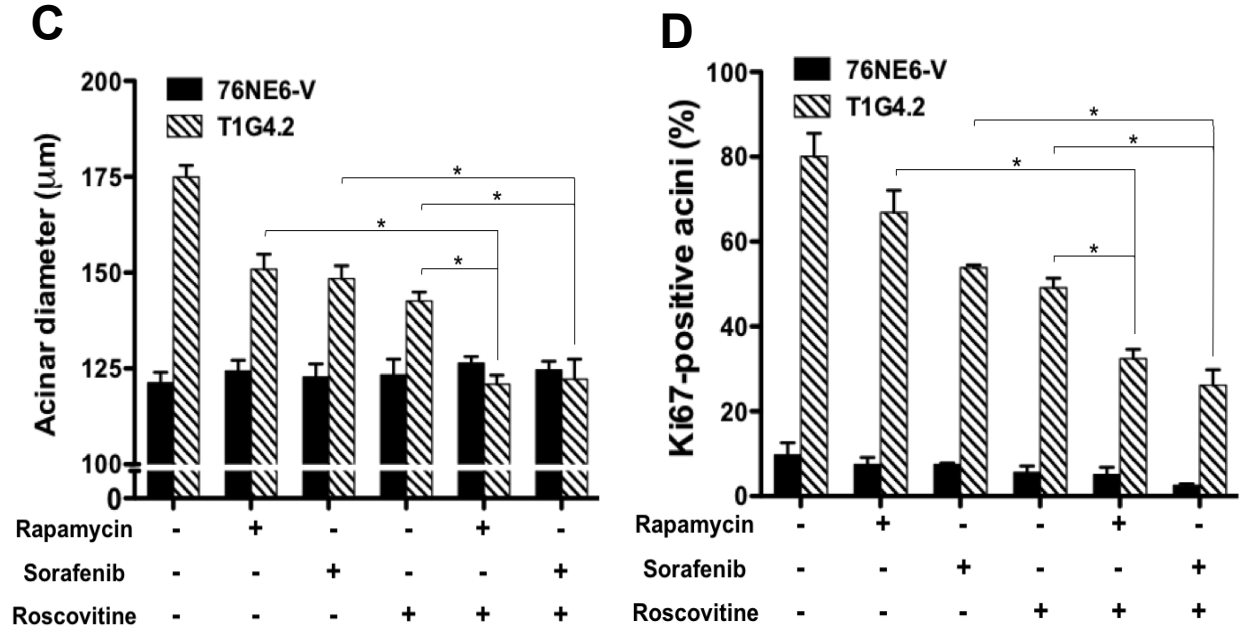 C
200
175
150
125
100
0
Acinar diameter (μm)
76NE6-V
T1G4.2
*
*
*
*
Rapamycin - + - - + -
Sorafenib - - + - - +
Roscovitine - - - + + +
D
100
80
60
40
20
0
Ki67-positive acini (%)
76NE6-V
T1G4.2
*
*
*
*
Rapamycin - + - - + -
Sorafenib - - + - - +
Roscovitine - - - + + +